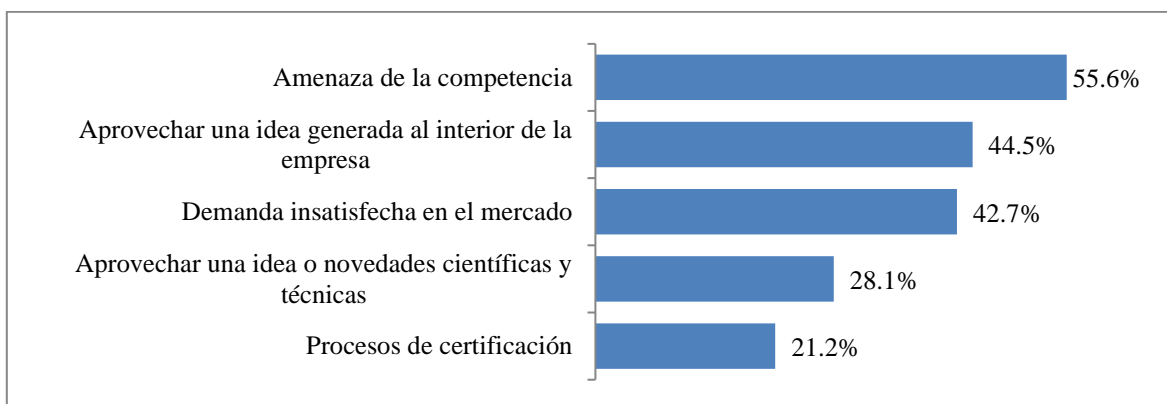 Amenaza de la competencia
55.6%
Aprovechar una idea generada al interior de la
empresa
44.5%
Demanda insatisfecha en el mercado
42.7%
Aprovechar una idea o novedades científicas y
técnicas
28.1%
Procesos de certificación
21.2%